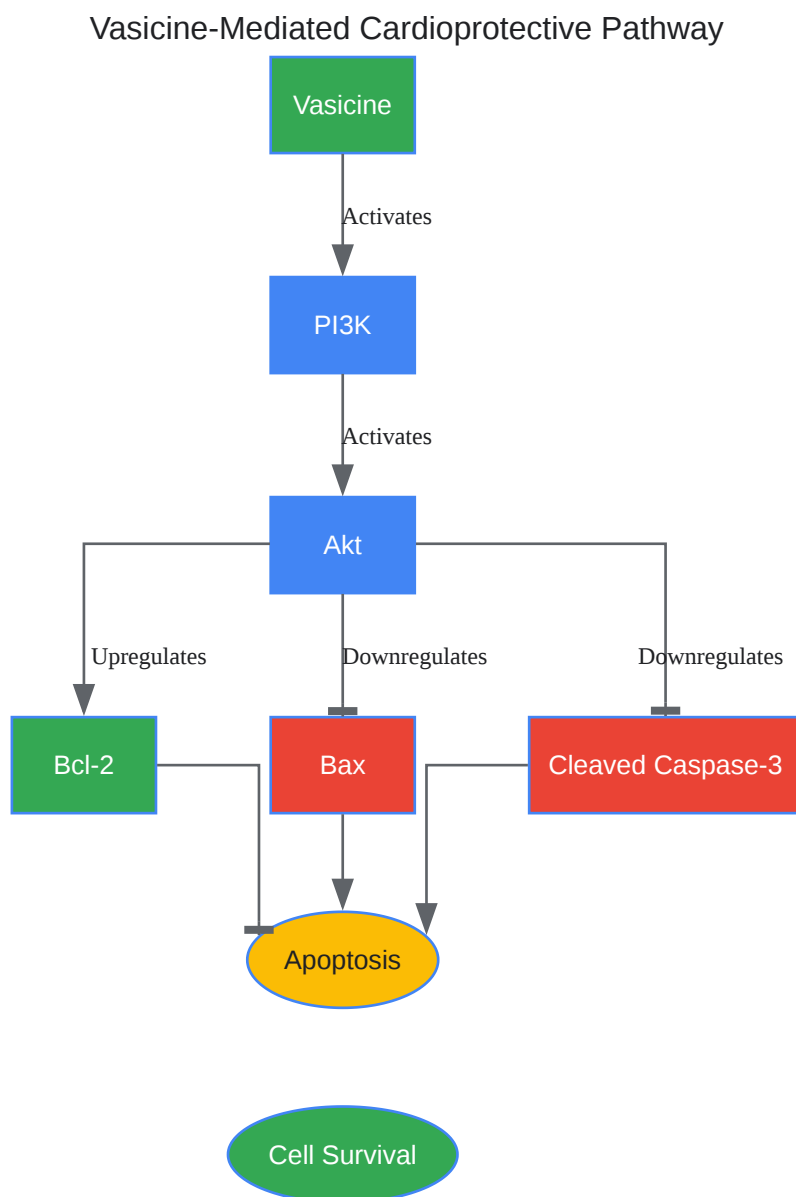 Vasicine-Mediated Cardioprotective Pathway
Vasicine
Activates
PI3K
Activates
Akt
Upregulates
Downregulates
Downregulates
Bcl-2
Bax
Cleaved Caspase-3
Apoptosis
Cell Survival